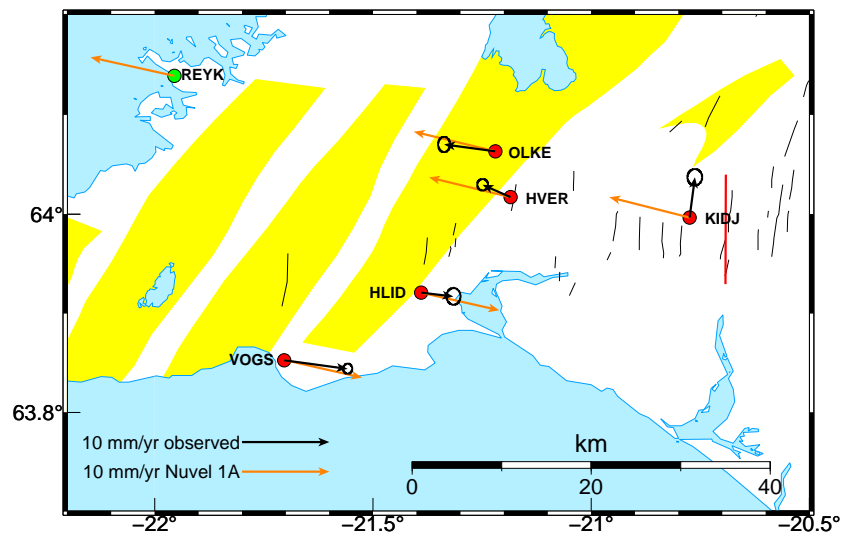 REYK
OLKE
HVER
64°
KIDJ
HLID
VOGS
63.8°
10 mm/yr observed
km
10 mm/yr Nuvel 1A
0 20 40
−22° −21.5° −21° −20.5°